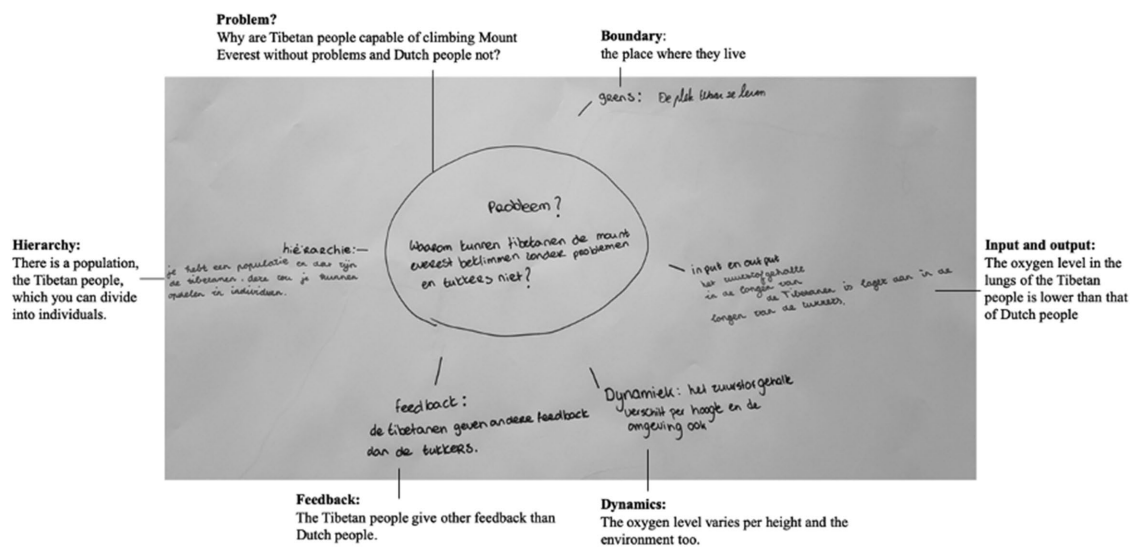 Problem?
Why are Tibetan people capable of climbing Mount
Everest without problems and Dutch people not?
Boundary:
the place where they live
grens: De plek waar ze leven
Probleem?
Waarom kunnen tibetanen de mount
everest beklimmen zonder problemen
en tukkers niet?
Hierarchy:
There is a population,
the Tibetan people,
which you can divide
into individuals.
hiërarchie:
je hebt een populatie en dat zijn
de tibetanen, deze zou je kunnen
opdelen in individuen.
input en output
het zuurstofgehalte
in de longen van
de Tibetanen is lager dan in de
longen van de tukkers.
Input and output:
The oxygen level in the
lungs of the Tibetan
people is lower than that
of Dutch people
feedback:
de tibetanen geven andere feedback
dan de tukkers.
Dynamiek: het zuurstofgehalte
verschilt per hoogte en de
omgeving ook
Feedback:
The Tibetan people give other feedback than
Dutch people.
Dynamics:
The oxygen level varies per height and the
environment too.